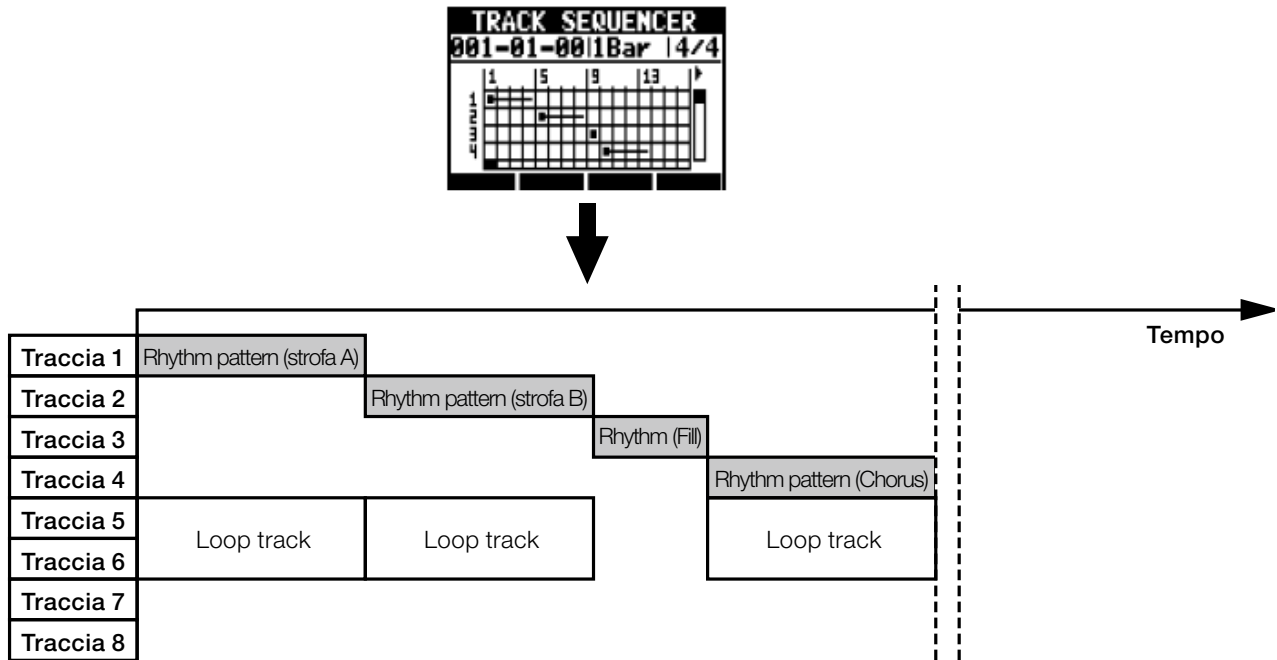 TRACK SEQUENCER
001-01-00|1Bar |4/4
1 5 9 13
1
2
3
4
Tempo
Traccia 1 Rhythm pattern (strofa A)
Traccia 2 Rhythm pattern (strofa B)
Traccia 3 Rhythm (Fill)
Traccia 4 Rhythm pattern (Chorus)
Traccia 5
Loop track Loop track Loop track
Traccia 6
Traccia 7
Traccia 8